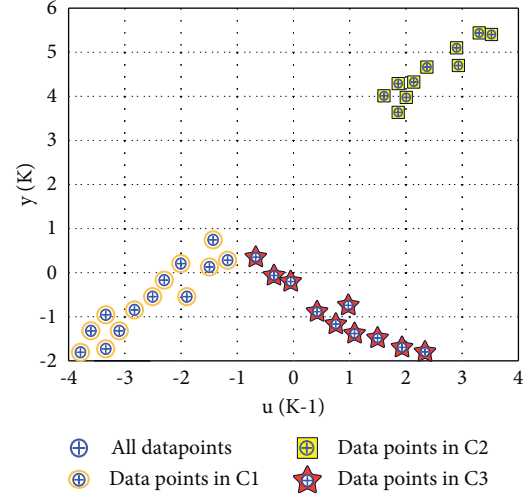 6
5
4
3
2
1
0
-1
-2
y (K)
-4 -3 -2 -1 0 1 2 3 4
u (K-1)
All datapoints
Data points in C2
Data points in C1
Data points in C3